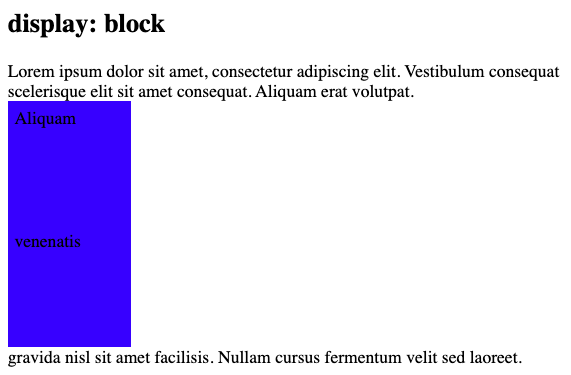 display: block
Lorem ipsum dolor sit amet, consectetur adipiscing elit. Vestibulum consequat
scelerisque elit sit amet consequat. Aliquam erat volutpat.
Aliquam
venenatis
gravida nisl sit amet facilisis. Nullam cursus fermentum velit sed laoreet.